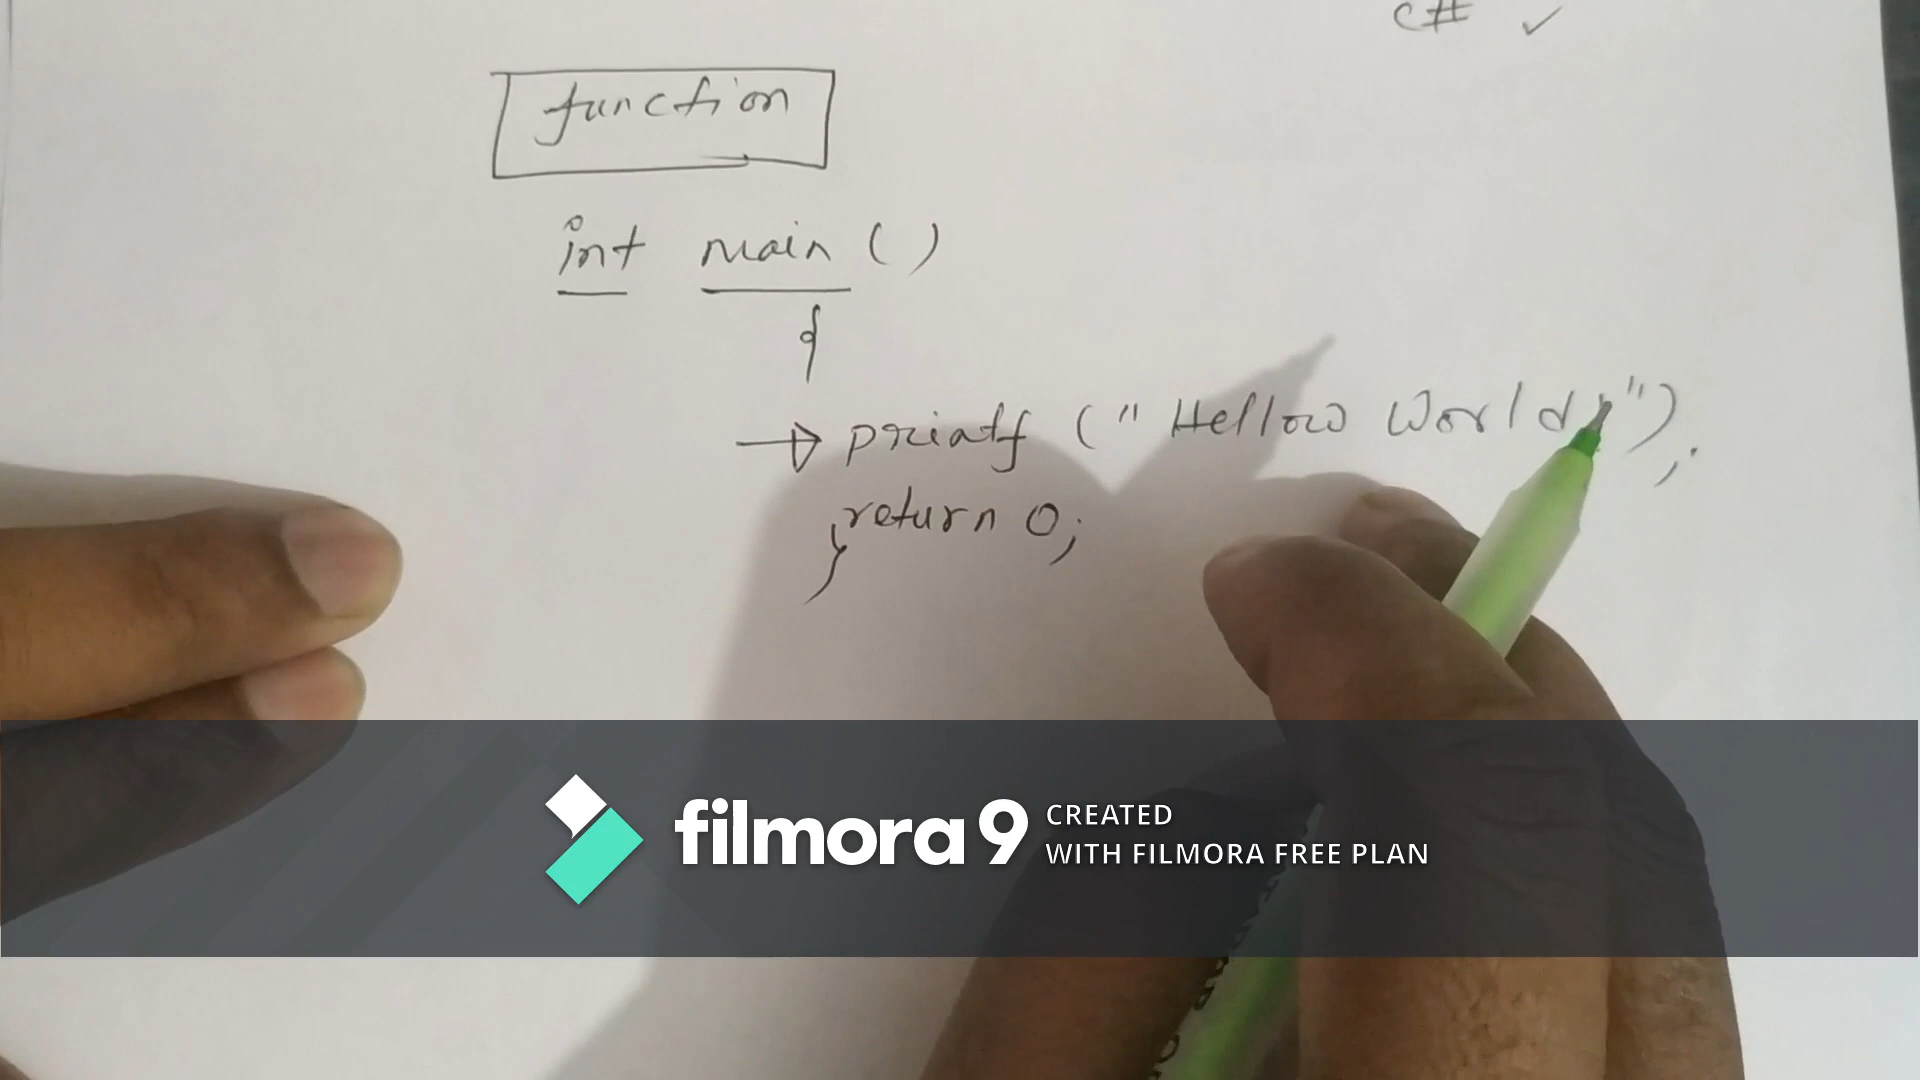 C# ✓
function
int main ()
{
→ printf (" Hellow World ");
return 0;
}
filmora 9 CREATED
WITH FILMORA FREE PLAN